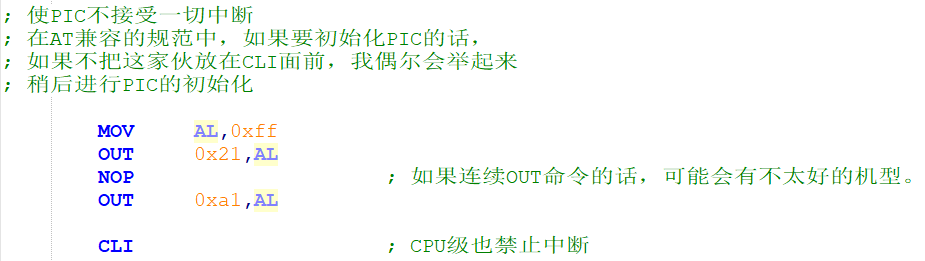 ; 使PIC不接受一切中断
; 在AT兼容的规范中，如果要初始化PIC的话，
; 如果不把这家伙放在CLI面前，我偶尔会举起来
; 稍后进行PIC的初始化
MOV AL,0xff
OUT 0x21,AL
NOP ; 如果连续OUT命令的话，可能会有不太好的机型。
OUT 0xa1,AL
CLI ; CPU级也禁止中断